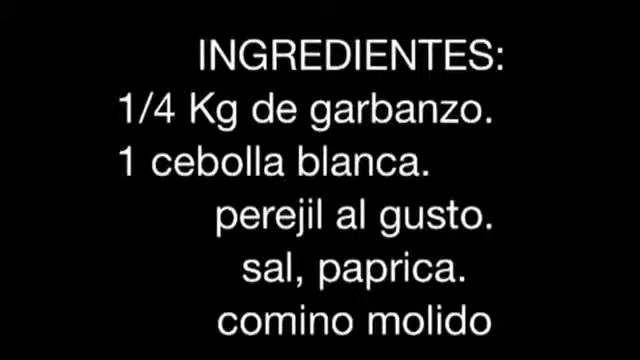 INGREDIENTES:
1/4 Kg de garbanzo.
1 cebolla blanca.
perejil al gusto.
sal, paprica.
comino molido